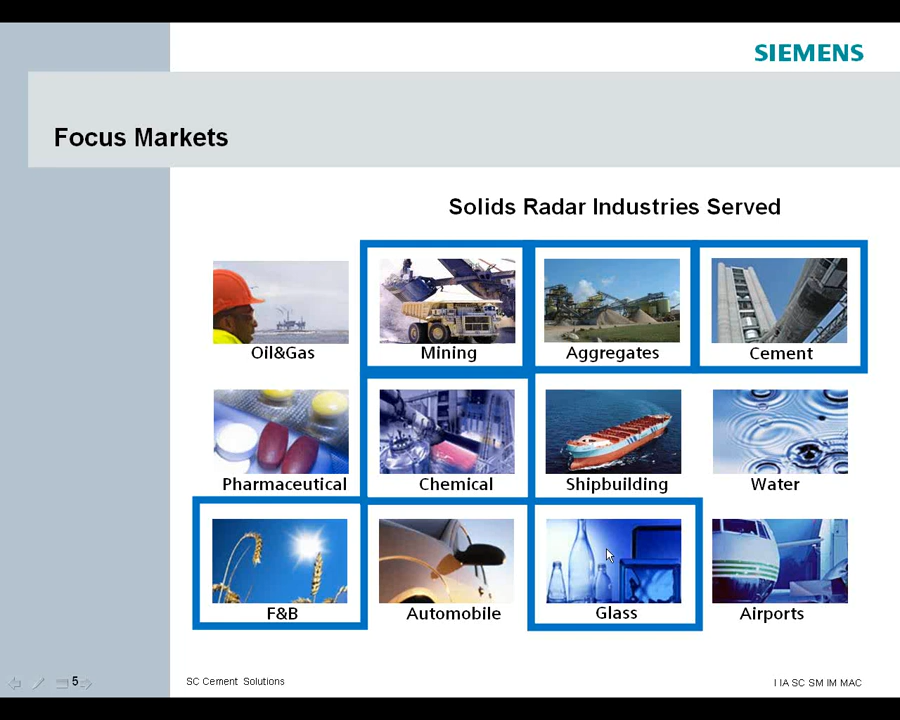 SIEMENS
Focus Markets
Solids Radar Industries Served
Oil&Gas
Mining
Aggregates
Cement
Pharmaceutical
Chemical
Shipbuilding
Water
F&B
Automobile
Glass
Airports
5
SC Cement Solutions
I IA SC SM IM MAC